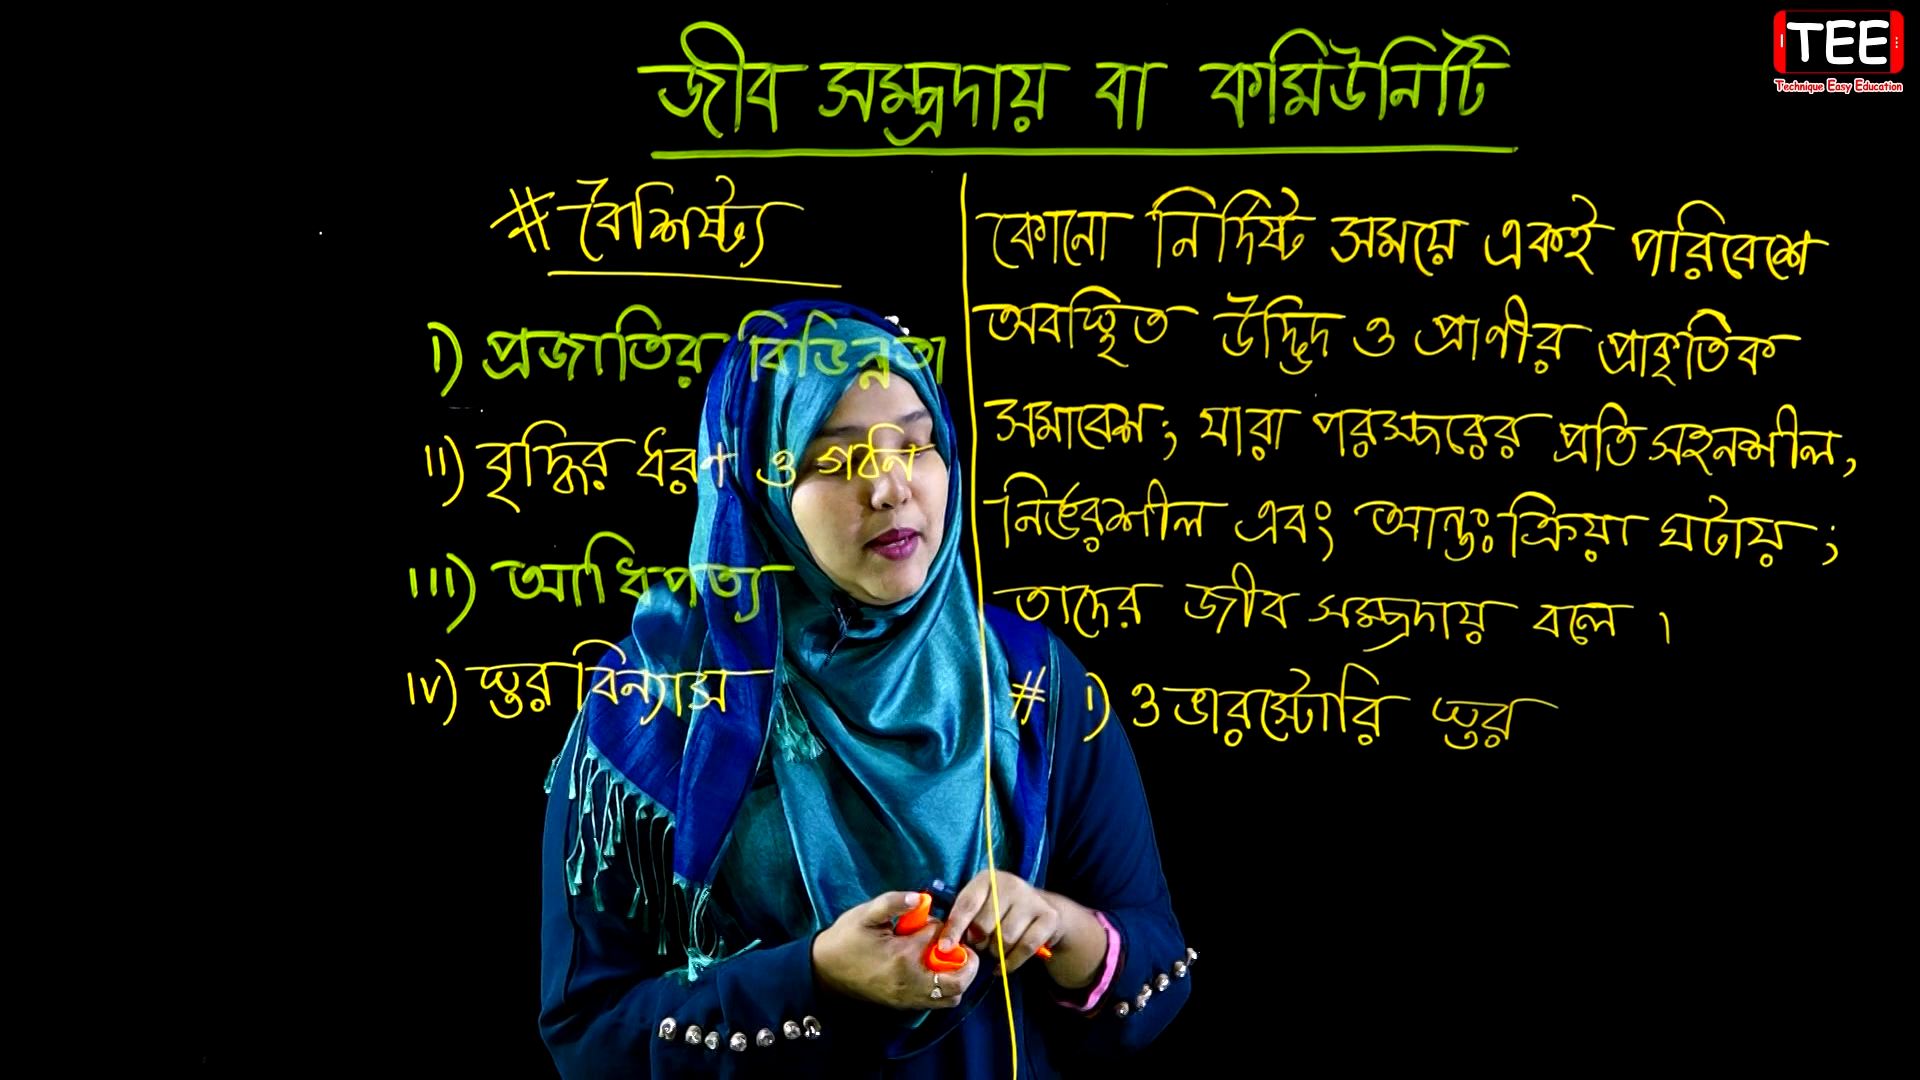 TEE
Technique Easy Education
জীব সম্প্রদায় বা কমিউনিটি
# বৈশিষ্ট্য
i) প্রজাতির বিভিন্নতা
ii) বৃদ্ধির ধরণ ও গঠন
iii) আধিপত্য
iv) স্তর বিন্যাস
কোনো নির্দিষ্ট সময়ে একই পরিবেশে
অবস্থিত উদ্ভিদ ও প্রাণীর প্রাকৃতিক
সমাবেশ; যারা পরস্পরের প্রতি সহনশীল,
নির্ভরশীল এবং আন্তঃক্রিয়া ঘটায়;
তাদের জীব সম্প্রদায় বলে।
# i) ওভারস্টোরি স্তর